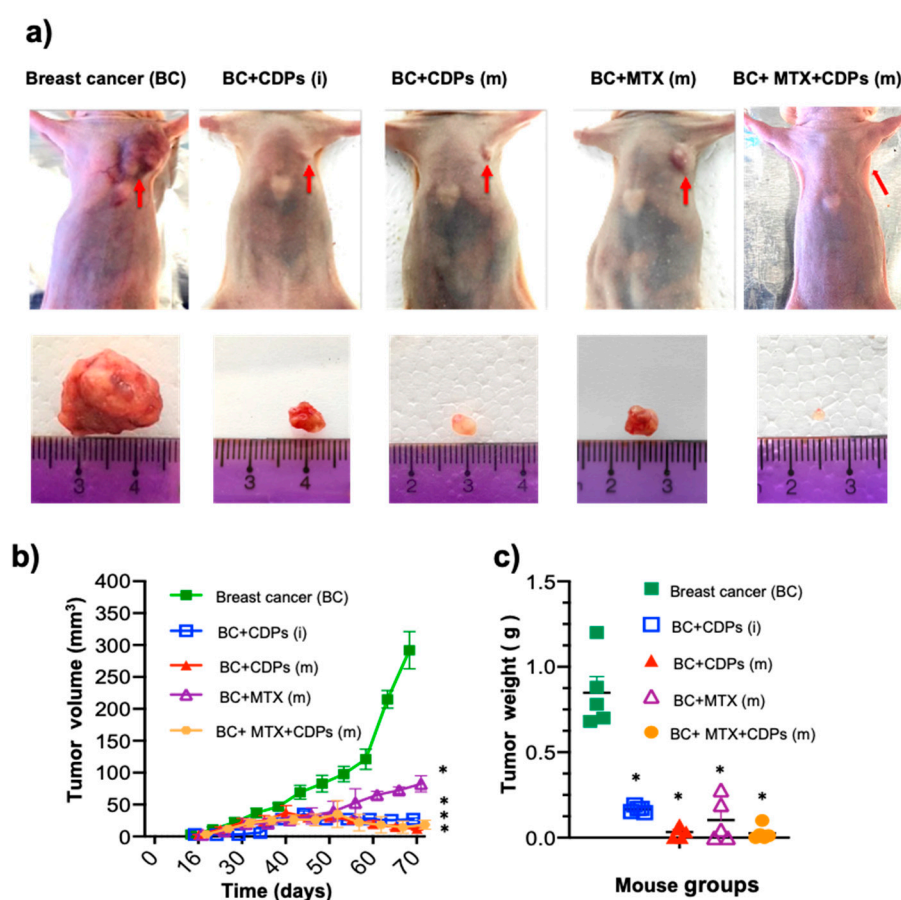 a)
Breast cancer (BC) BC+CDPs (i) BC+CDPs (m) BC+MTX (m) BC+ MTX+CDPs (m)
3 4 3 4 2 3 4 2 3 2 3
b)
400
350
300
250
200
150
100
50
0
Tumor volume (mm³)
Breast cancer (BC)
BC+CDPs (i)
BC+CDPs (m)
BC+MTX (m)
BC+ MTX+CDPs (m)
*
*
*
*
0 16 30 40 50 60 70
Time (days)
c)
1.5
1.0
0.5
0.0
Tumor weight ( g )
Breast cancer (BC)
BC+CDPs (i)
BC+CDPs (m)
BC+MTX (m)
BC+ MTX+CDPs (m)
* * * *
Mouse groups